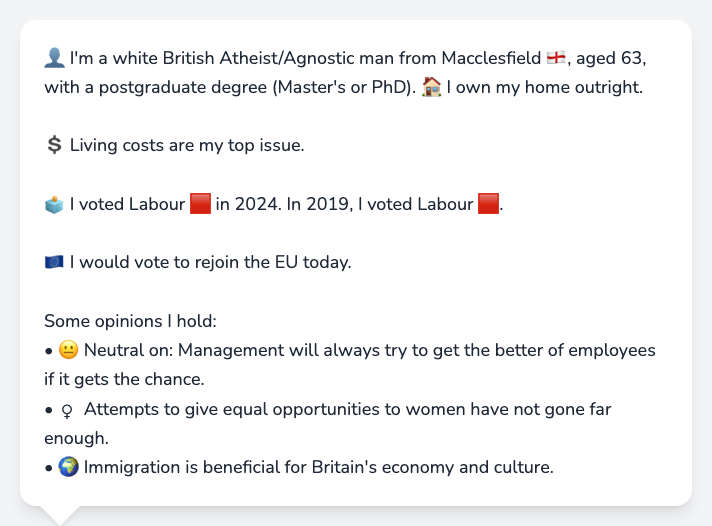 👤 I'm a white British Atheist/Agnostic man from Macclesfield 🏴󠁧󠁢󠁥󠁮󠁧󠁿, aged 63,
with a postgraduate degree (Master's or PhD). 🏠 I own my home outright.
💲 Living costs are my top issue.
🗳️ I voted Labour 🟥 in 2024. In 2019, I voted Labour 🟥.
🇪🇺 I would vote to rejoin the EU today.
Some opinions I hold:
• 😐 Neutral on: Management will always try to get the better of employees
if it gets the chance.
• ♀ Attempts to give equal opportunities to women have not gone far
enough.
• 🌍 Immigration is beneficial for Britain's economy and culture.